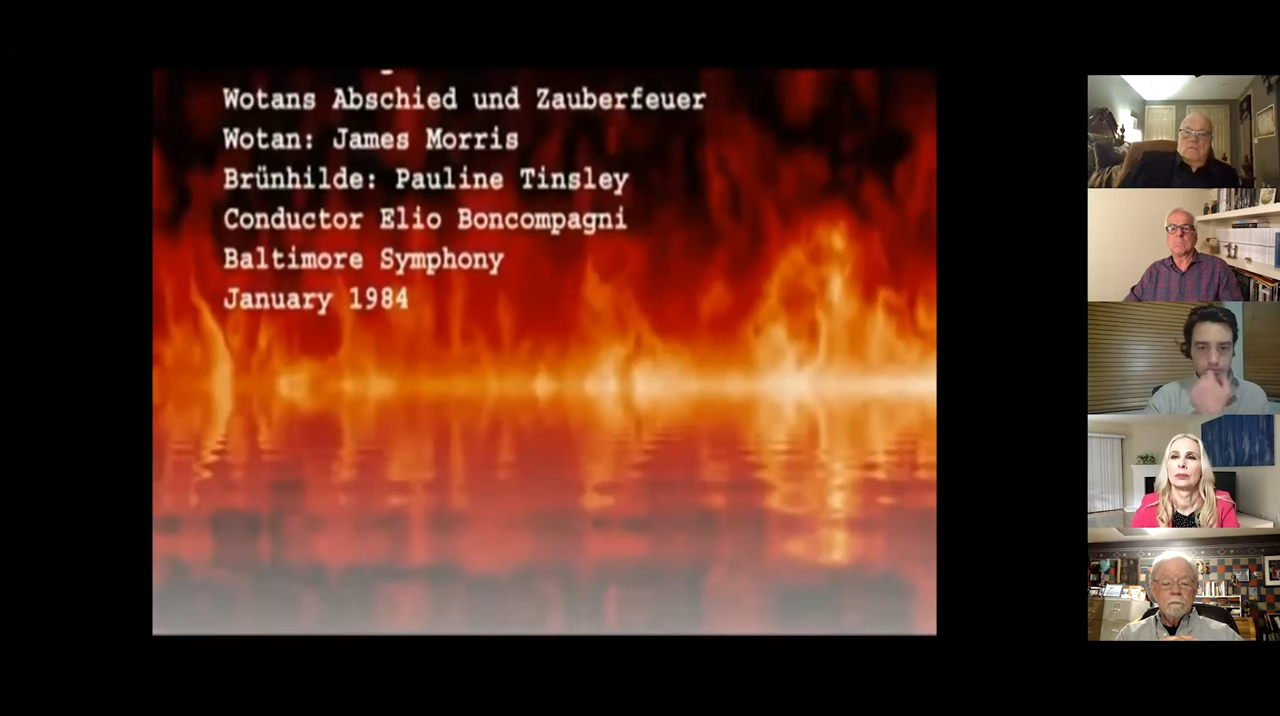 Wotans Abschied und Zauberfeuer
Wotan: James Morris
Brünhilde: Pauline Tinsley
Conductor Elio Boncompagni
Baltimore Symphony
January 1984